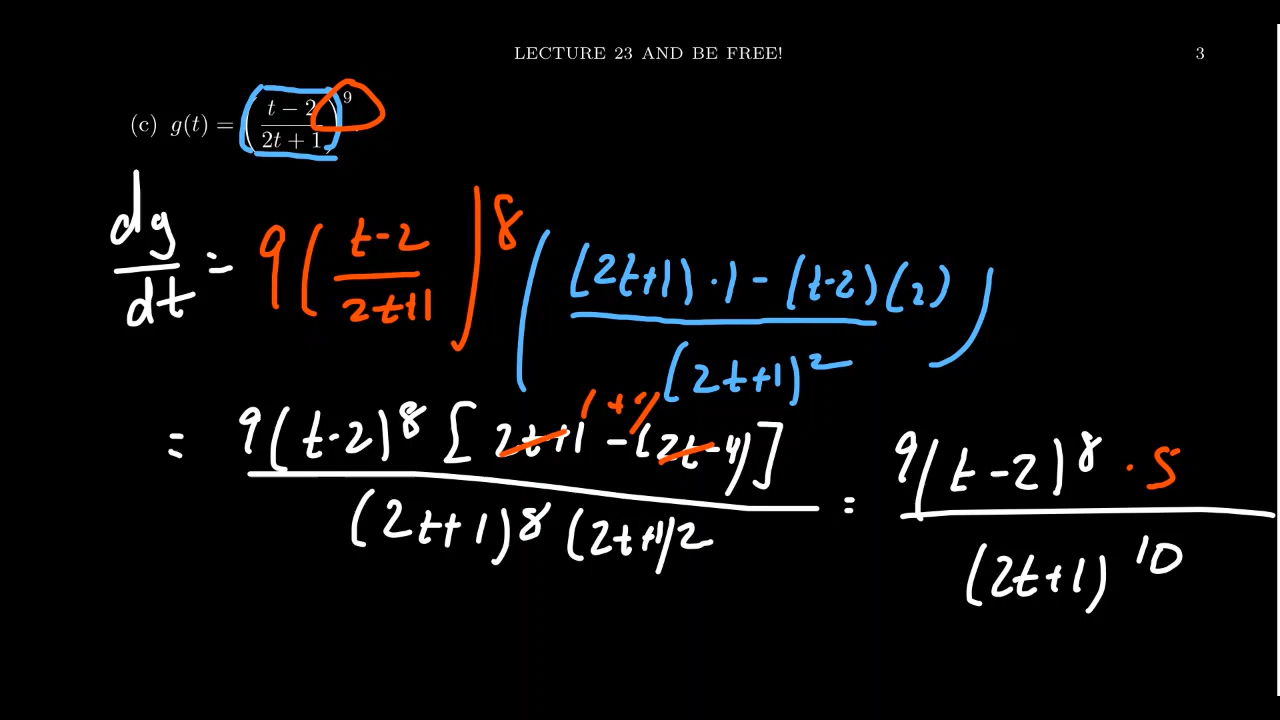 LECTURE 23 AND BE FREE! 3
(c) g(t) = ((t − 2)/(2t + 1))^9
dg/dt = 9((t-2)/(2t+1))^8 (((2t+1)·1 - (t-2)(2))/(2t+1)^2)
1+4
= 9(t-2)^8 [2t+1 - (2t-4)]/((2t+1)^8 (2t+1)2) = 9(t-2)^8 · 5/(2t+1)^10